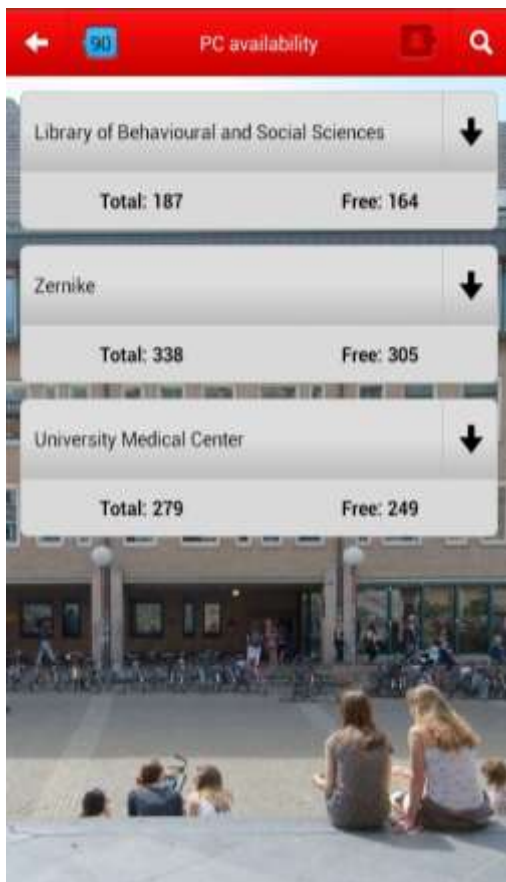 90
PC availability
Library of Behavioural and Social Sciences
Total: 187 Free: 164
Zernike
Total: 338 Free: 305
University Medical Center
Total: 279 Free: 249